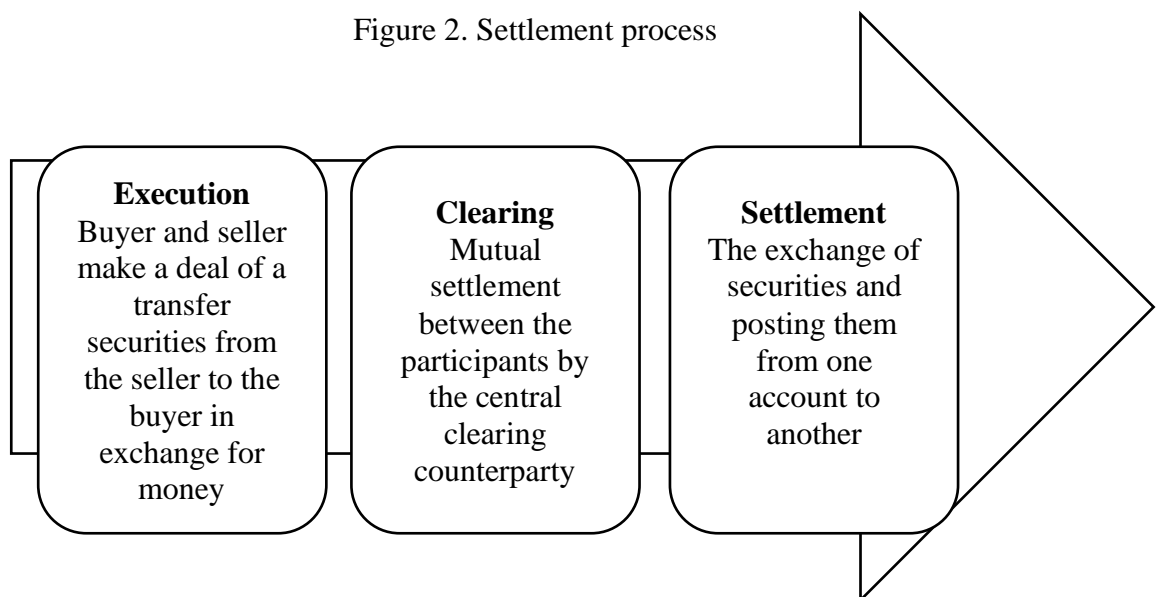 Figure 2. Settlement process
Execution
Buyer and seller
make a deal of a
transfer
securities from
the seller to the
buyer in
exchange for
money
Clearing
Mutual
settlement
between the
participants by
the central
clearing
counterparty
Settlement
The exchange of
securities and
posting them
from one
account to
another